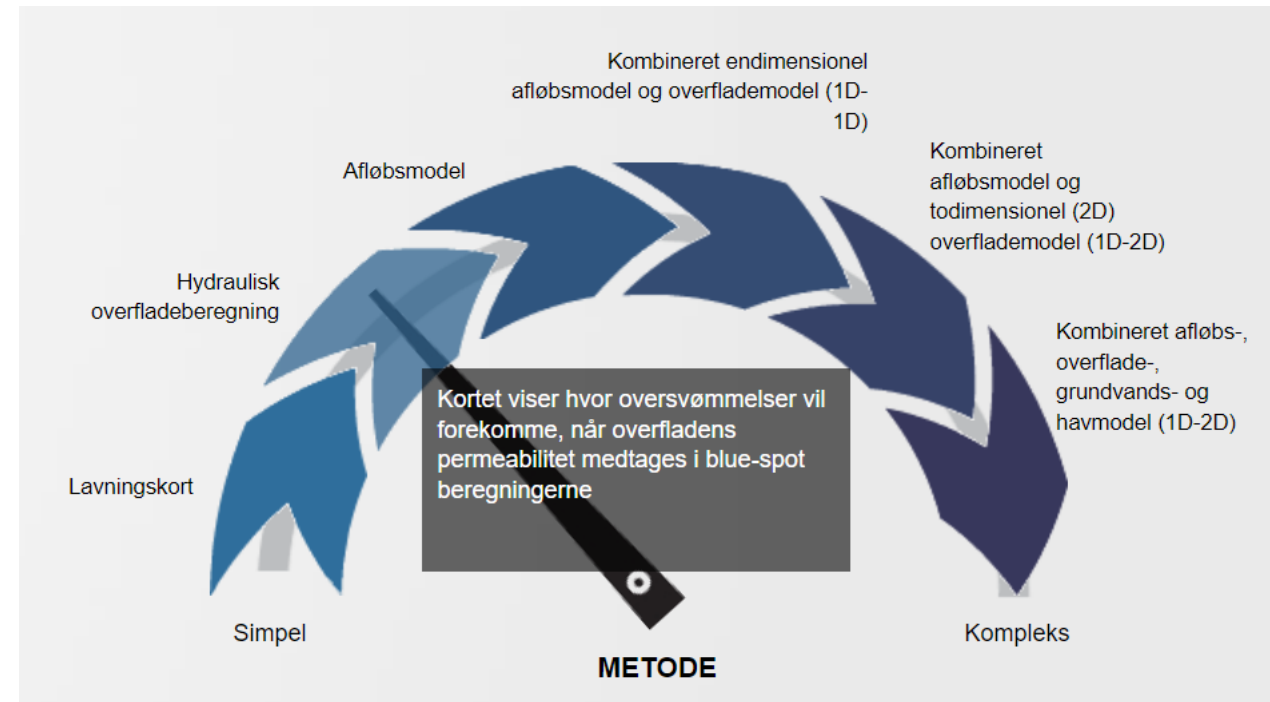 Kombineret endimensionel
afløbsmodel og overflademodel (1D-
1D)
Kombineret
afløbsmodel og
todimensionel (2D)
overflademodel (1D-2D)
Afløbsmodel
Hydraulisk
overfladeberegning
Kombineret afløbs-,
overflade-,
grundvands- og
havmodel (1D-2D)
Kortet viser hvor oversvømmelser vil
forekomme, når overfladens
permeabilitet medtages i blue-spot
beregningerne
Lavningskort
Simpel
Kompleks
METODE